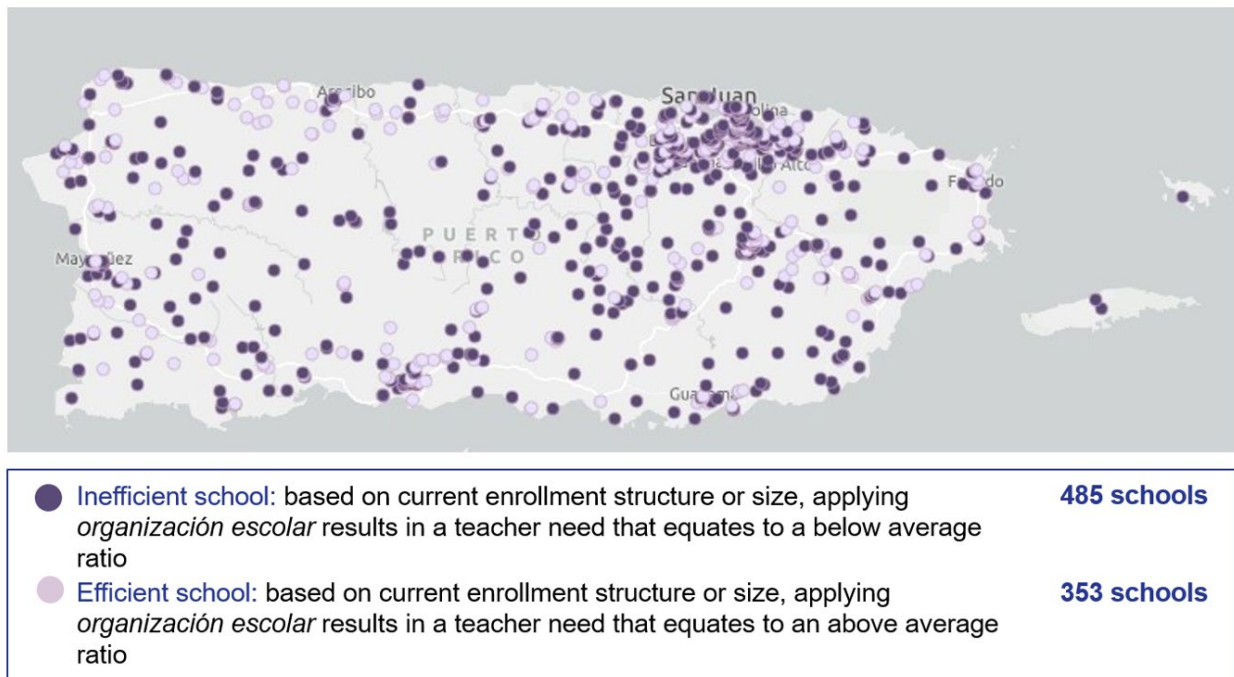 San Juan
PUERTO
RICO
Inefficient school: based on current enrollment structure or size, applying
organización escolar results in a teacher need that equates to a below average
ratio
485 schools
Efficient school: based on current enrollment structure or size, applying
organización escolar results in a teacher need that equates to an above average
ratio
353 schools